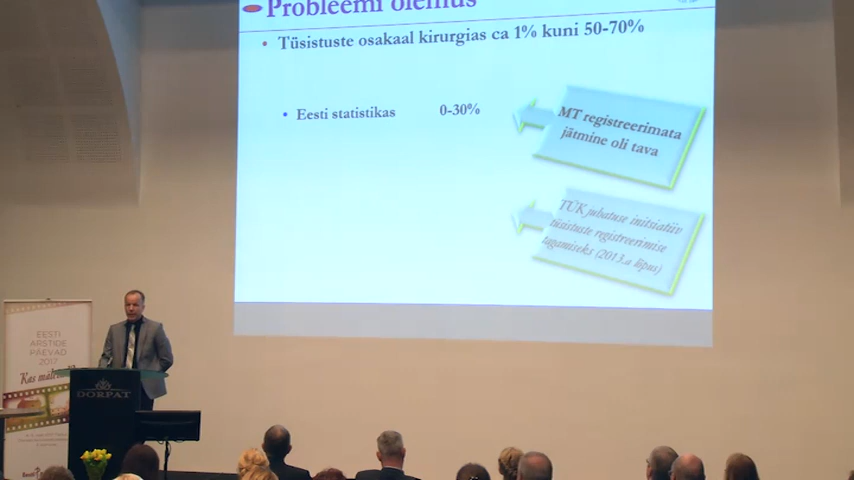 Probleemi olemus
• Tüsistuste osakaal kirurgias ca 1% kuni 50-70%
• Eesti statistikas 0-30%
MT registreerimata
jätmine oli tava
TÜK juhatuse initsiatiiv
tüsistuste registreerimise
tagamiseks (2013.a lõpus)
EESTI
ARSTIDE
PÄEVAD
2017
DORPAT